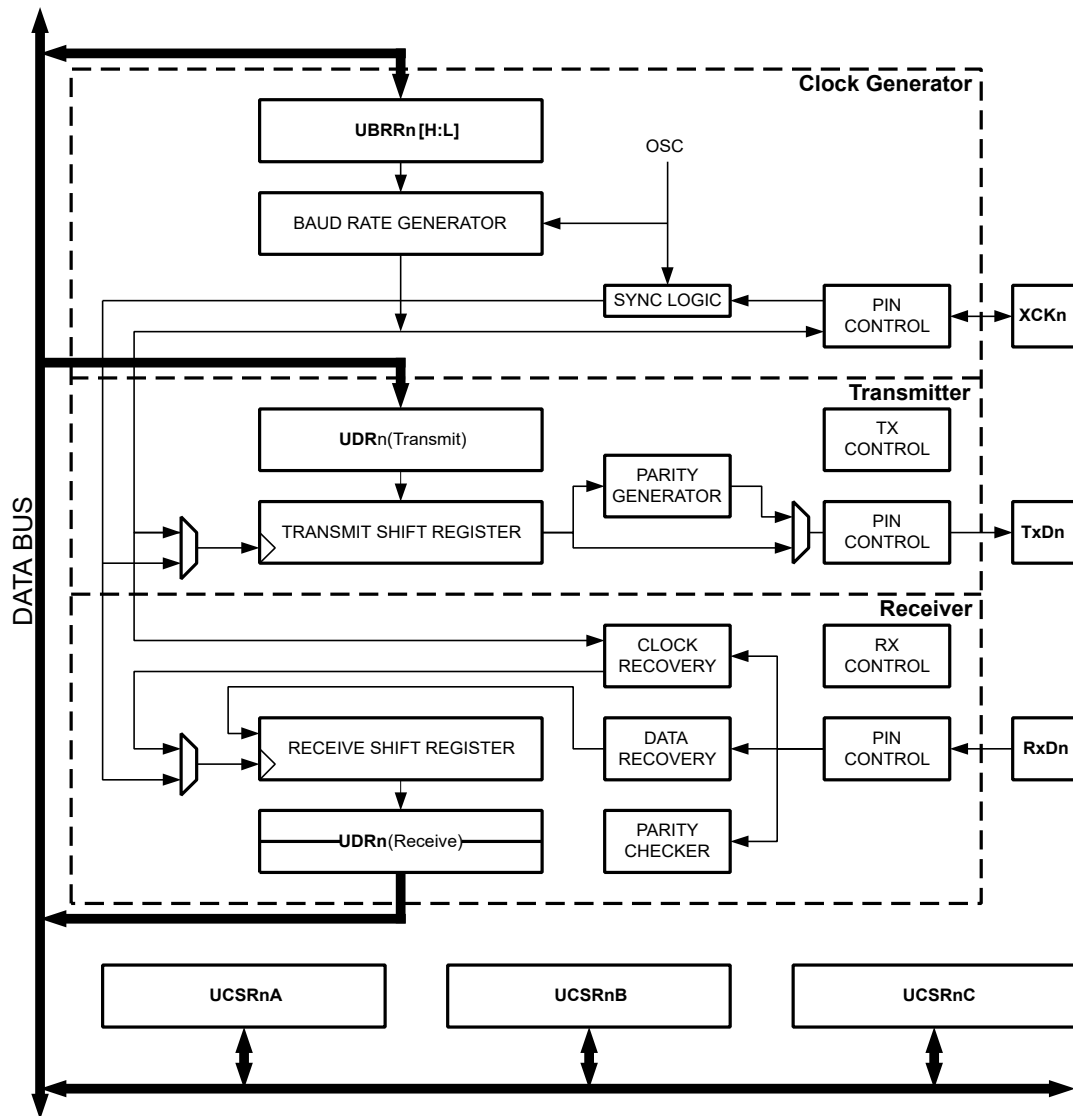 Clock Generator
UBRRn [H:L]
OSC
BAUD RATE GENERATOR
SYNC LOGIC
PIN
CONTROL
XCKn
Transmitter
UDRn(Transmit)
TX
CONTROL
PARITY
GENERATOR
TRANSMIT SHIFT REGISTER
PIN
CONTROL
TxDn
DATA BUS
Receiver
CLOCK
RECOVERY
RX
CONTROL
RECEIVE SHIFT REGISTER
DATA
RECOVERY
PIN
CONTROL
RxDn
UDRn(Receive)
PARITY
CHECKER
UCSRnA
UCSRnB
UCSRnC